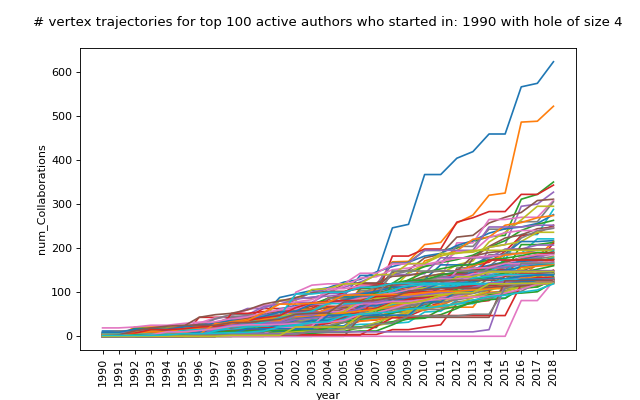 # vertex trajectories for top 100 active authors who started in: 1990 with hole of size 4
600
500
400
300
200
100
0
num_Collaborations
1990 1991 1992 1993 1994 1995 1996 1997 1998 1999 2000 2001 2002 2003 2004 2005 2006 2007 2008 2009 2010 2011 2012 2013 2014 2015 2016 2017 2018
year